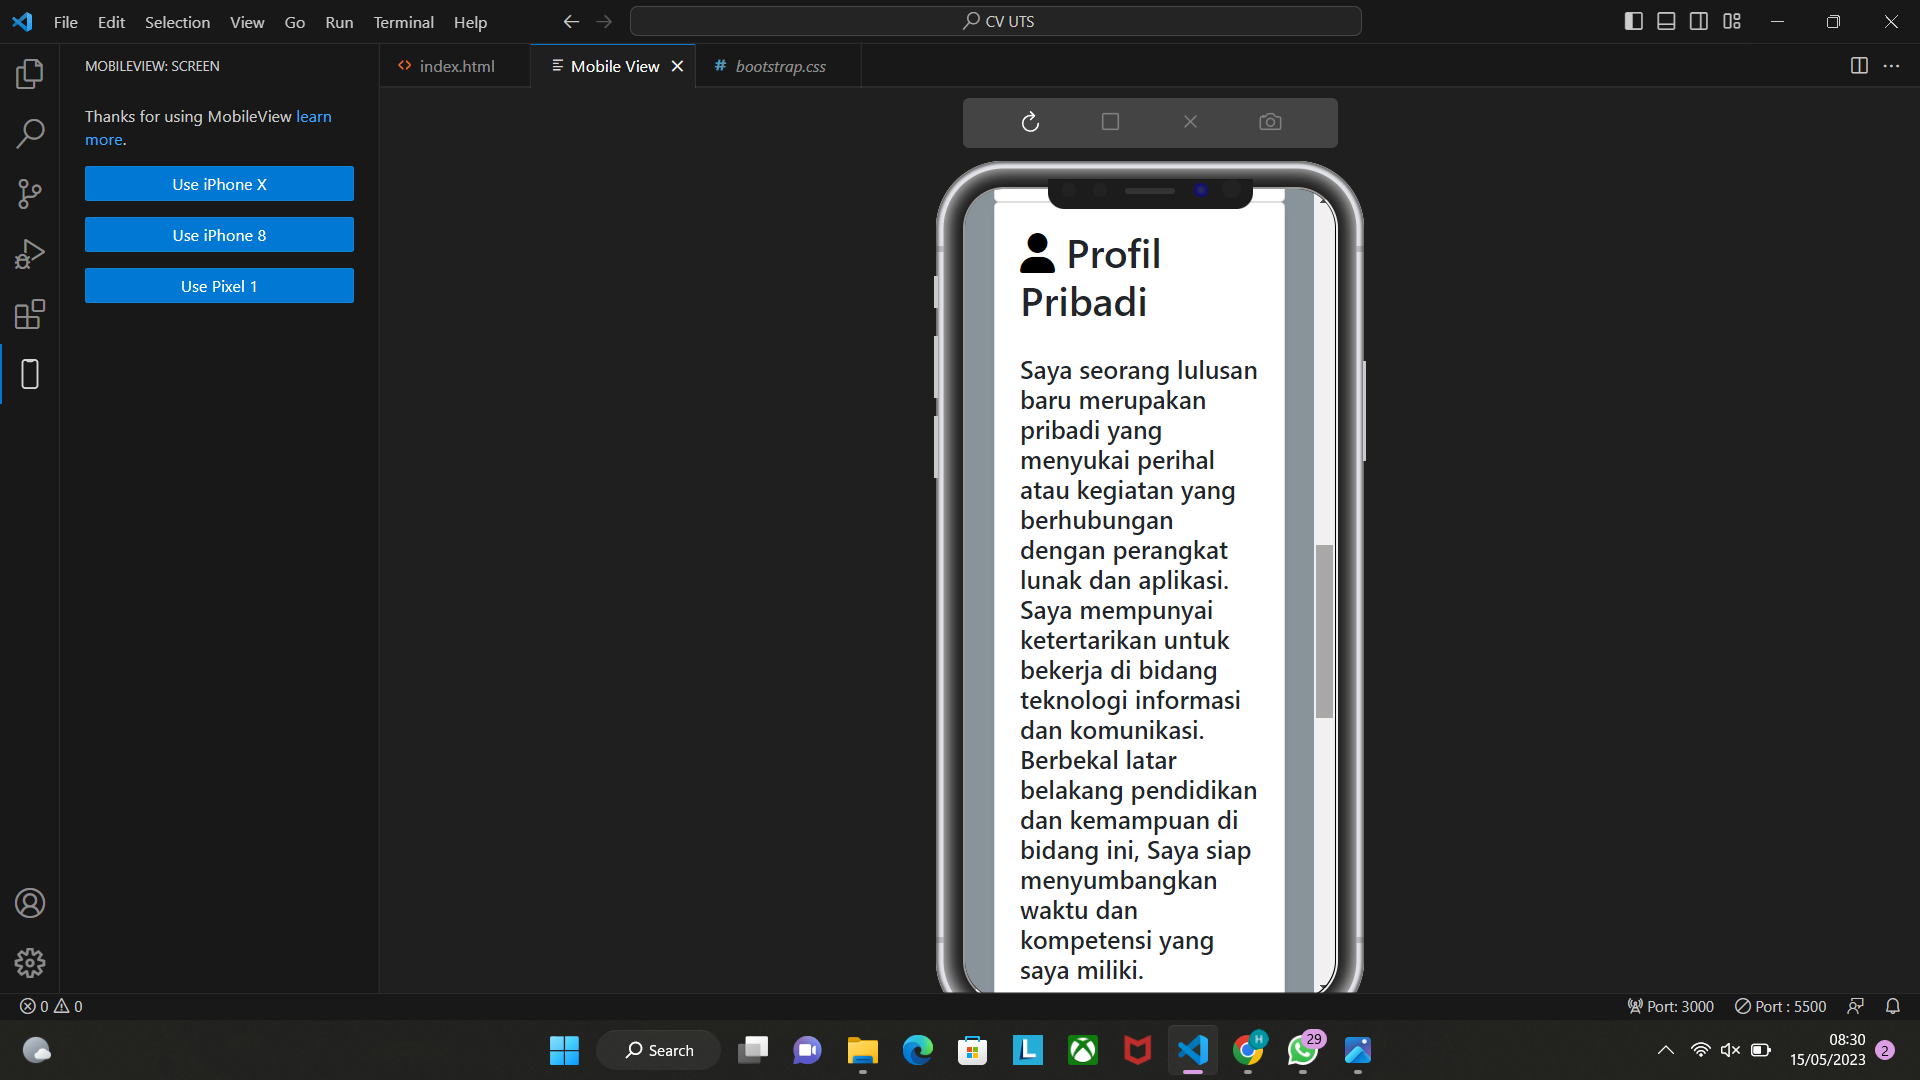 File Edit Selection View Go Run Terminal Help
CV UTS
MOBILEVIEW: SCREEN
Thanks for using MobileView learn
more.
Use iPhone X
Use iPhone 8
Use Pixel 1
index.html
Mobile View
bootstrap.css
Profil
Pribadi
Saya seorang lulusan
baru merupakan
pribadi yang
menyukai perihal
atau kegiatan yang
berhubungan
dengan perangkat
lunak dan aplikasi.
Saya mempunyai
ketertarikan untuk
bekerja di bidang
teknologi informasi
dan komunikasi.
Berbekal latar
belakang pendidikan
dan kemampuan di
bidang ini, Saya siap
menyumbangkan
waktu dan
kompetensi yang
saya miliki.
0 0
Port: 3000
Port : 5500
Search
L
H
29
08:30
15/05/2023
2